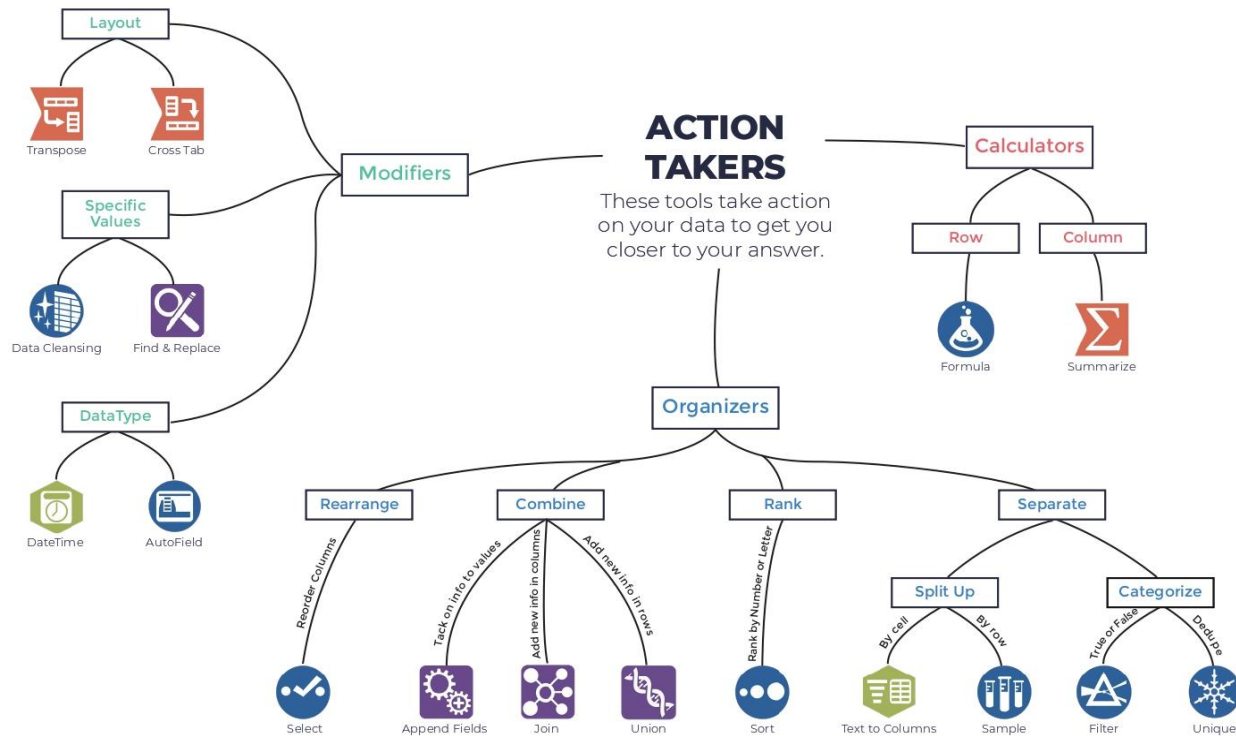 ACTION
TAKERS
These tools take action
on your data to get you
closer to your answer.
Modifiers
Layout
Transpose
Cross Tab
Specific
Values
Data Cleansing
Find & Replace
DataType
DateTime
AutoField
Calculators
Row
Column
Formula
Summarize
Organizers
Rearrange
Reorder Columns
Select
Combine
Tack on info to values
Add new info in columns
Add new info in rows
Append Fields
Join
Union
Rank
Rank by Number or Letter
Sort
Separate
Split Up
By cell
By row
Text to Columns
Sample
Categorize
True or False
Dedupe
Filter
Unique